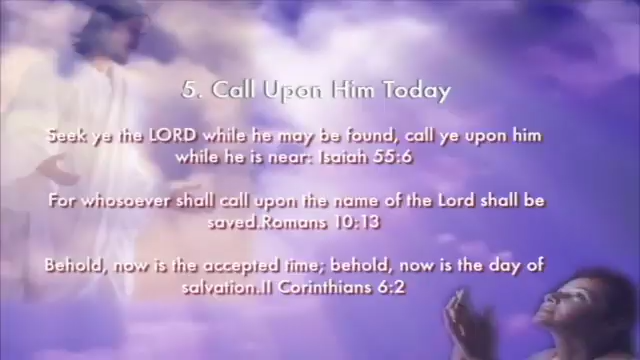 5. Call Upon Him Today
Seek ye the LORD while he may be found, call ye upon him
while he is near: Isaiah 55:6
For whosoever shall call upon the name of the Lord shall be
saved.Romans 10:13
Behold, now is the accepted time; behold, now is the day of
salvation.II Corinthians 6:2